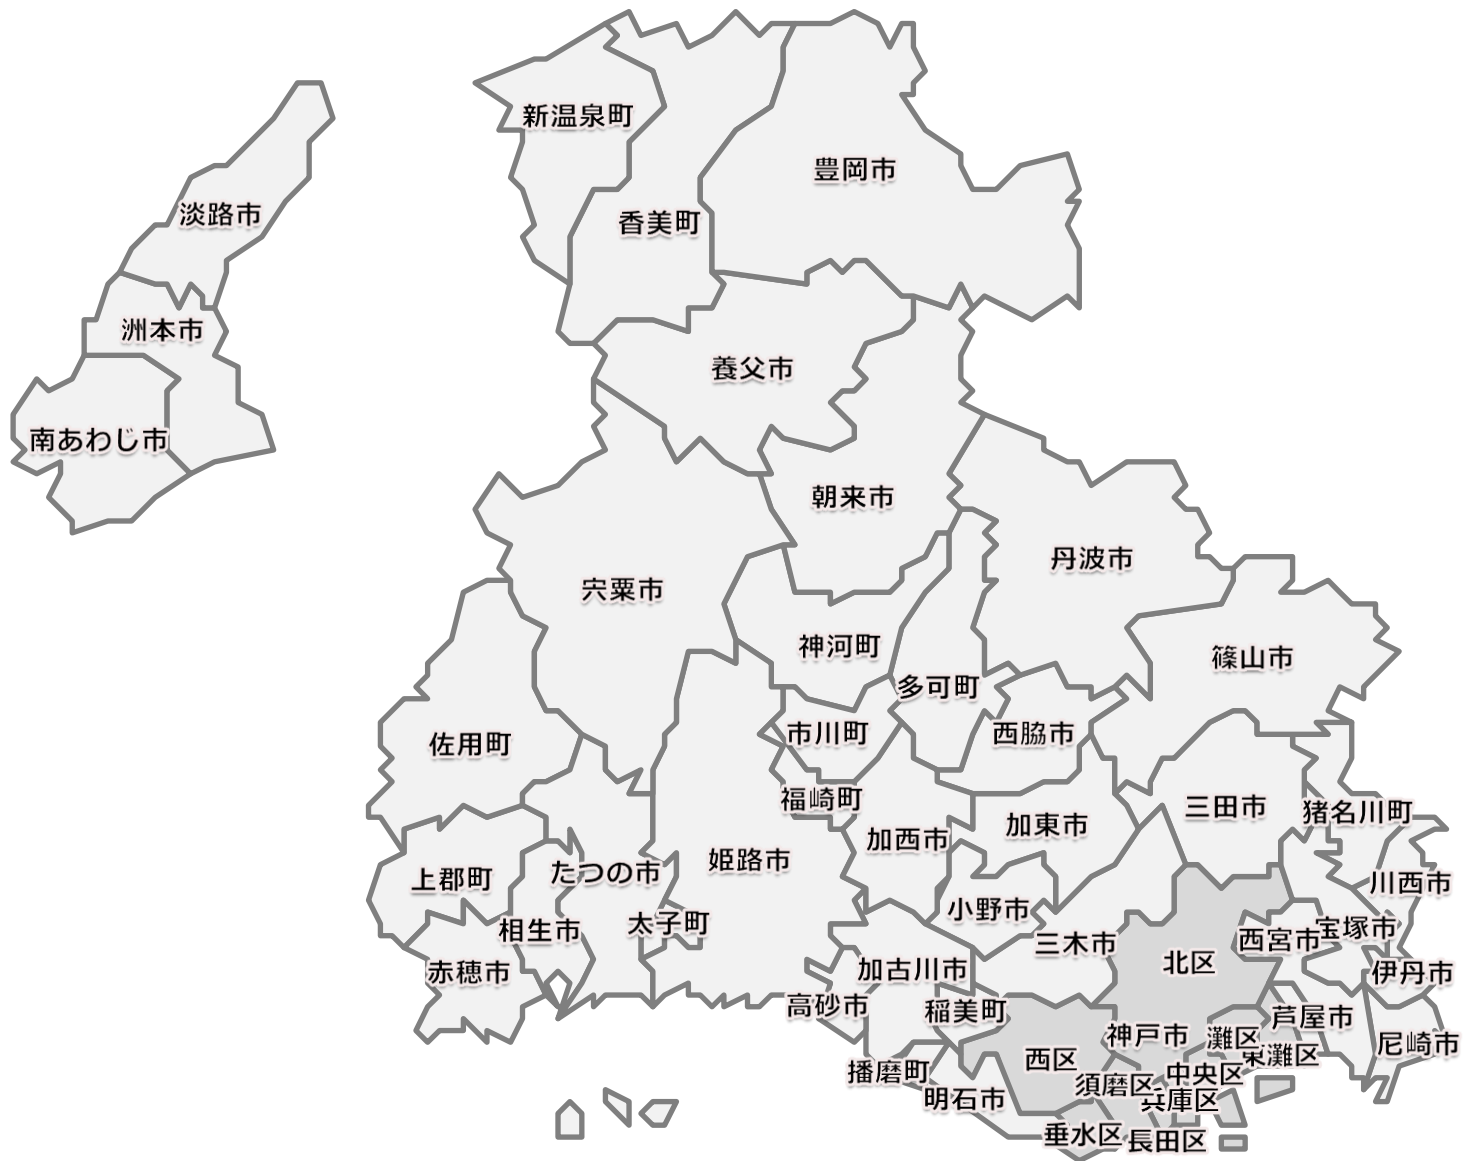 新温泉町
豊岡市
淡路市
香美町
洲本市
養父市
南あわじ市
朝来市
丹波市
宍粟市
神河町
篠山市
多可町
佐用町
市川町
西脇市
福崎町
三田市
猪名川町
加東市
加西市
姫路市
たつの市
上郡町
川西市
小野市
太子町
相生市
宝塚市
西宮市
三木市
北区
赤穂市
加古川市
伊丹市
高砂市
稲美町
芦屋市
神戸市
灘区
尼崎市
東灘区
西区
播磨町
中央区
須磨区
明石市
兵庫区
垂水区
長田区